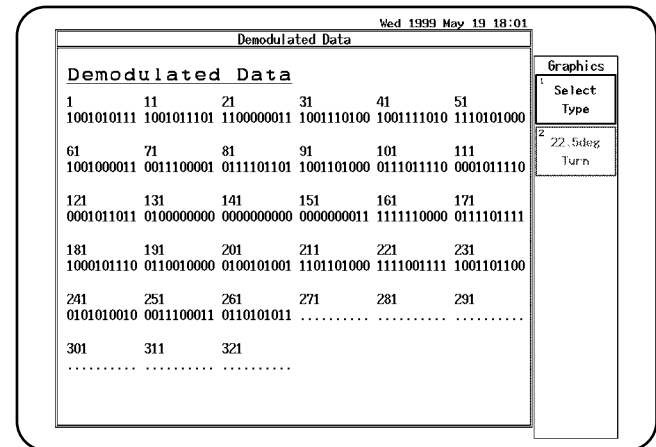 Wed 1999 May 19 18:01
Demodulated Data
Demodulated Data
1 11 21 31 41 51
1001010111 1001011101 1100000011 1001110100 1001111010 1110101000
61 71 81 91 101 111
1001000011 0011100001 0111101101 1001101000 0111011110 0001011110
121 131 141 151 161 171
0001011011 0100000000 0000000000 0000000011 1111110000 0111101111
181 191 201 211 221 231
1000101110 0110010000 0100101001 1101101000 1111001111 1001101100
241 251 261 271 281 291
0101010010 0011100011 0110101011 .......... .......... ..........
301 311 321
.......... .......... ..........
Graphics
1
Select
Type
2
22.5deg
Turn